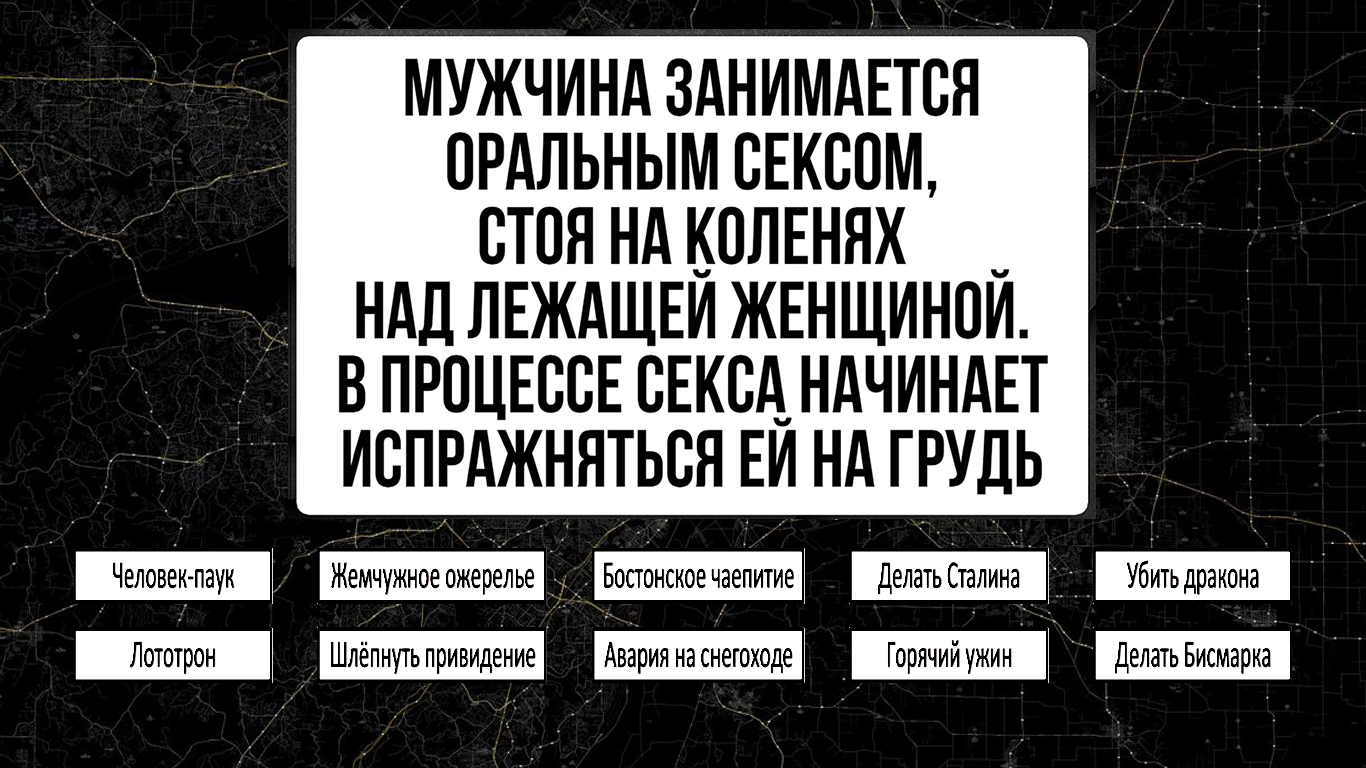 МУЖЧИНА ЗАНИМАЕТСЯ
ОРАЛЬНЫМ СЕКСОМ,
СТОЯ НА КОЛЕНЯХ
НАД ЛЕЖАЩЕЙ ЖЕНЩИНОЙ.
В ПРОЦЕССЕ СЕКСА НАЧИНАЕТ
ИСПРАЖНЯТЬСЯ ЕЙ НА ГРУДЬ
Человек-паук Жемчужное ожерелье Бостонское чаепитие Делать Сталина Убить дракона
Лототрон Шлёпнуть привидение Авария на снегоходе Горячий ужин Делать Бисмарка